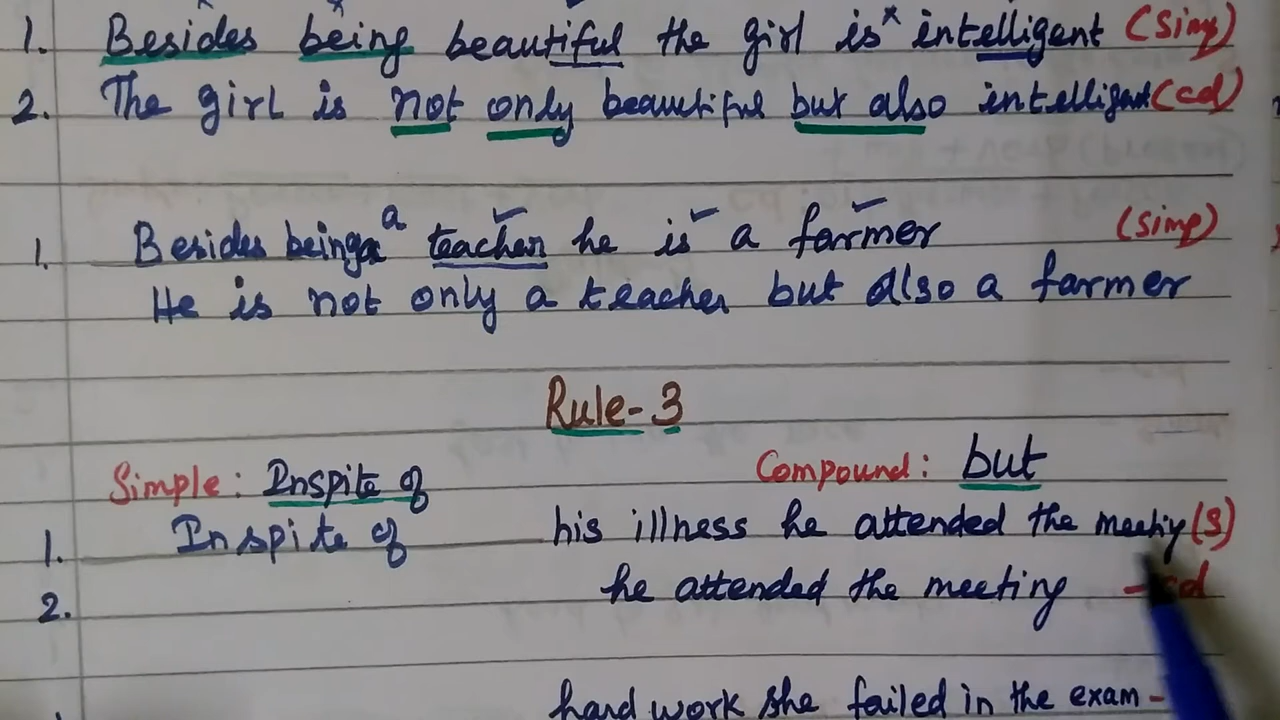 1. Besides being beautiful the girl is intelligent (Simp)
2. The girl is not only beautiful but also intelligent (cd)
1. Besides being a teacher he is a farmer (Simp)
He is not only a teacher but also a farmer
Rule-3
Simple: Inspite of Compound: but
1. Inspite of his illness he attended the meeting (S)
2. he attended the meeting - cd
hard work she failed in the exam -